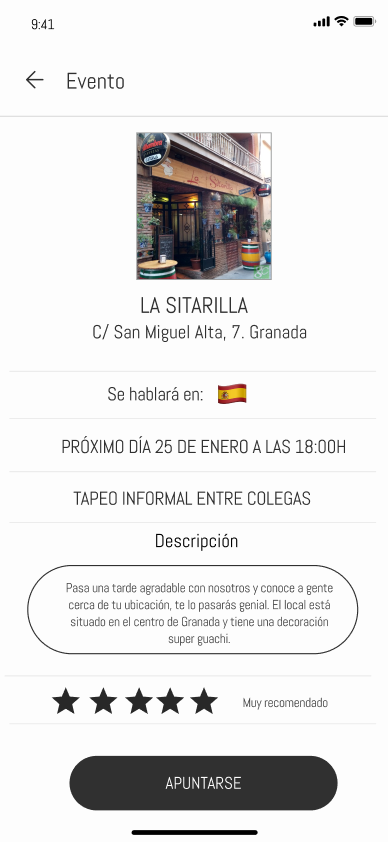 9:41
Evento
LA SITARILLA
C/ San Miguel Alta, 7. Granada
Se hablará en:
PRÓXIMO DÍA 25 DE ENERO A LAS 18:00H
TAPEO INFORMAL ENTRE COLEGAS
Descripción
Pasa una tarde agradable con nosotros y conoce a gente
cerca de tu ubicación, te lo pasarás genial. El local está
situado en el centro de Granada y tiene una decoración
super guachi.
Muy recomendado
APUNTARSE